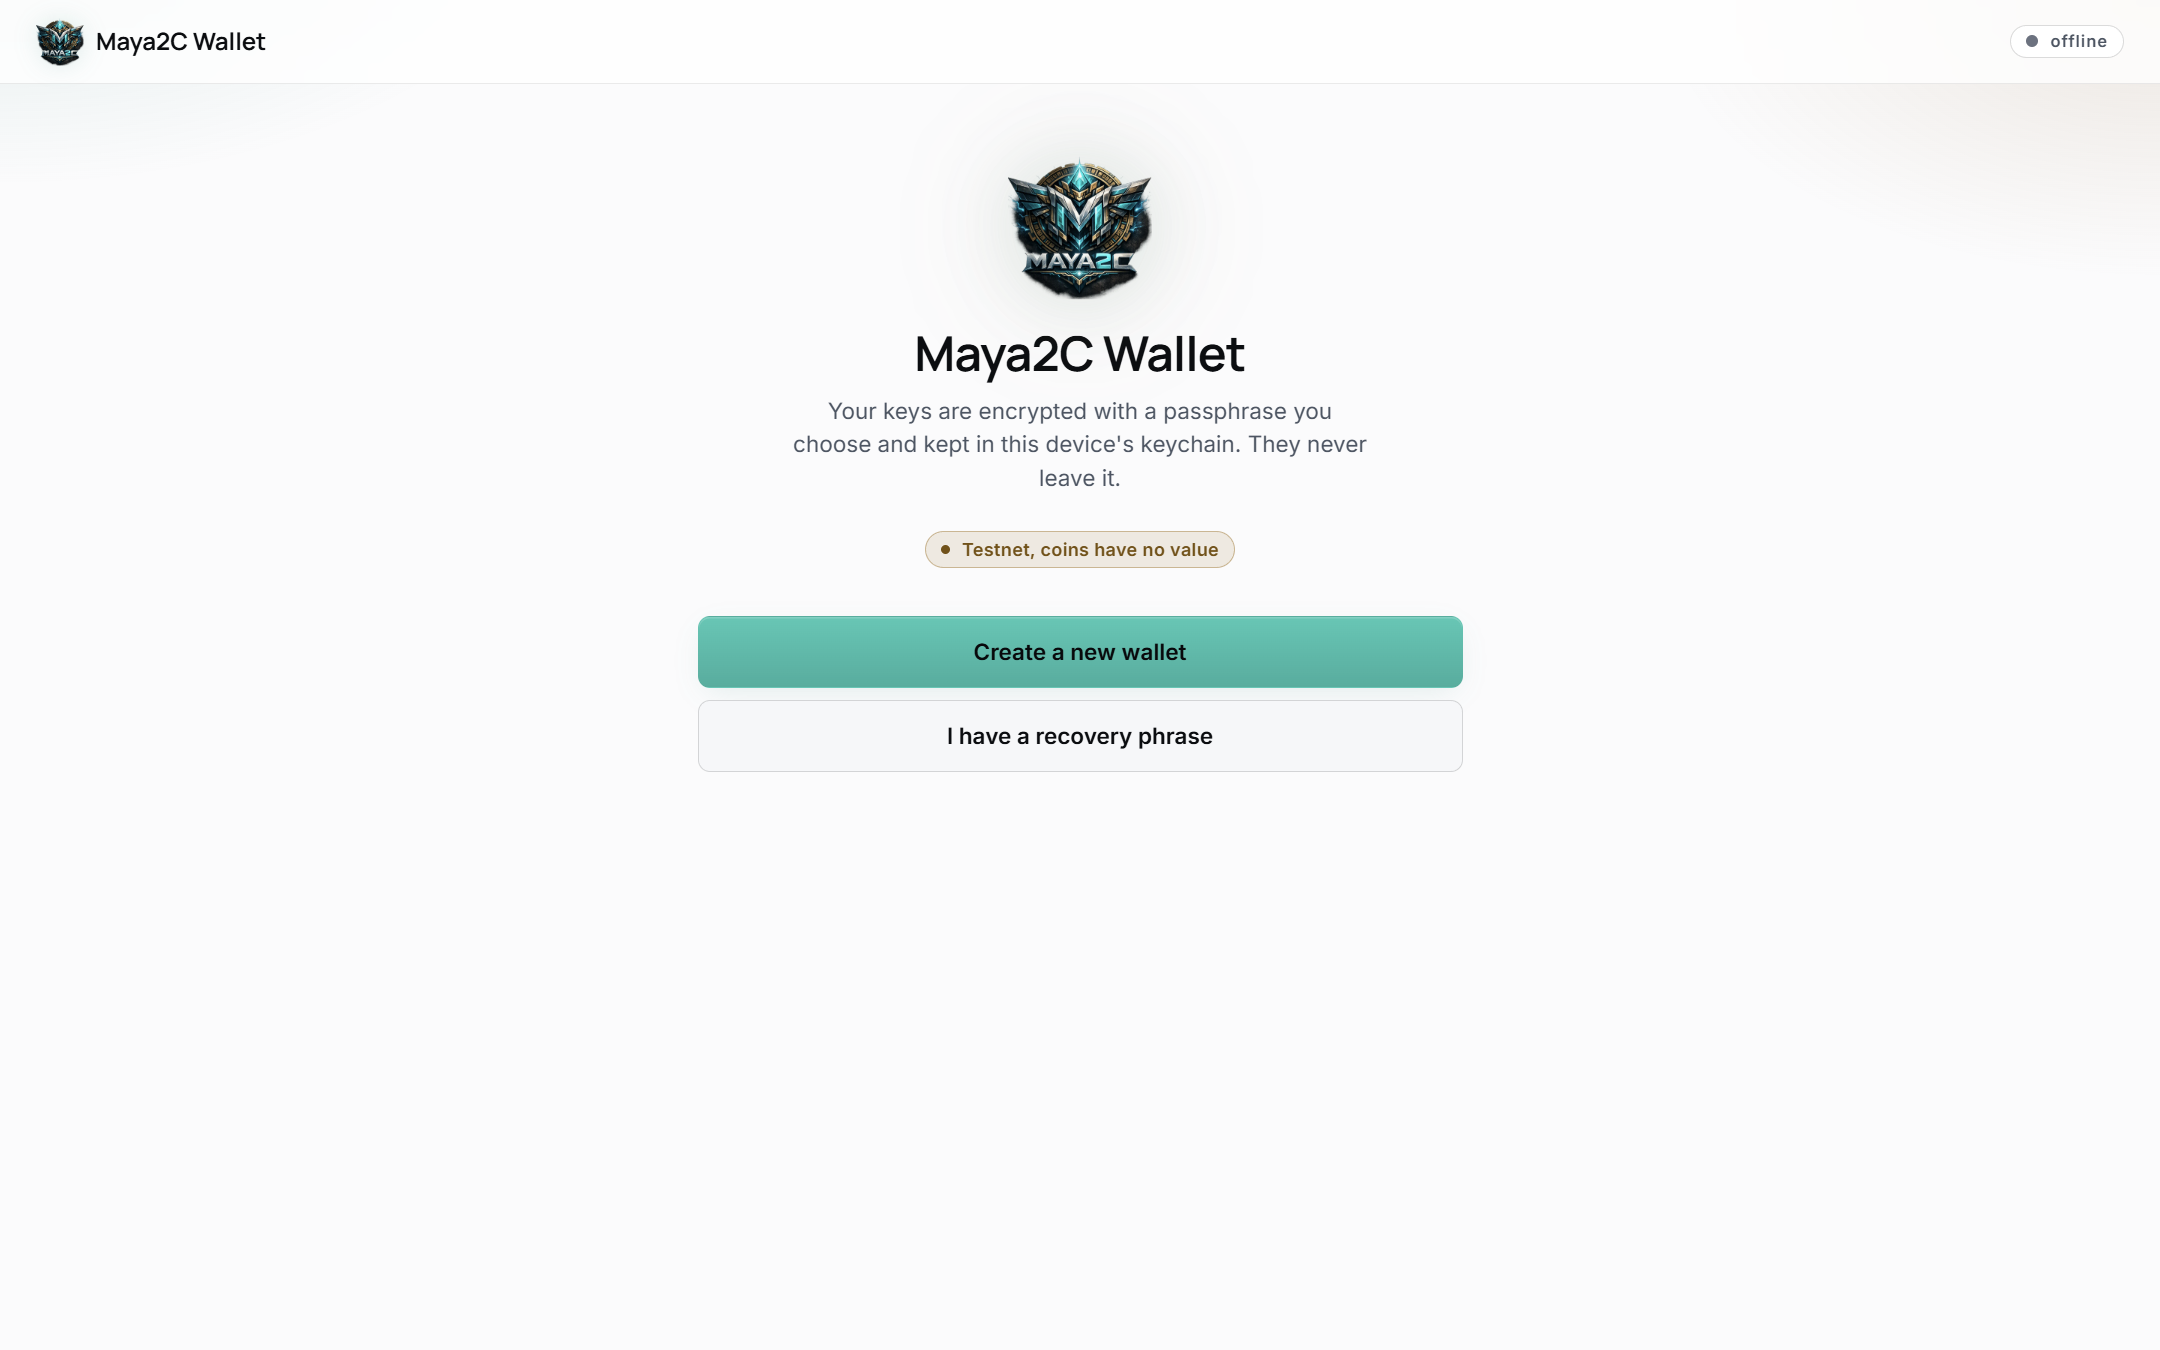 Maya2C Wallet
offline
MAYA2C
Maya2C Wallet
Your keys are encrypted with a passphrase you
choose and kept in this device's keychain. They never
leave it.
Testnet, coins have no value
Create a new wallet
I have a recovery phrase